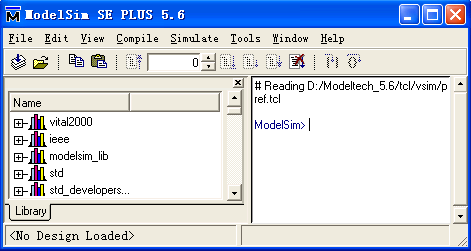 ModelSim SE PLUS 5.6
File Edit View Compile Simulate Tools Window Help
0
Name
vital2000
ieee
modelsim_lib
std
std_developers...
Library
# Reading D:/Modeltech_5.6/tcl/vsim/p
ref.tcl
ModelSim>
<No Design Loaded>